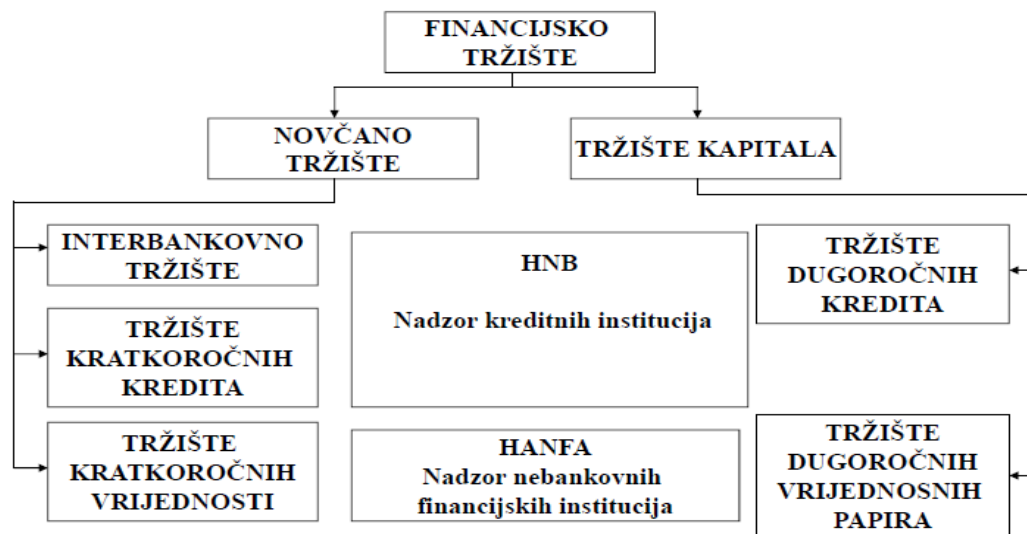 FINANCIJSKO
TRŽIŠTE
NOVČANO
TRŽIŠTE
TRŽIŠTE KAPITALA
INTERBANKOVNO
TRŽIŠTE
TRŽIŠTE
KRATKOROČNIH
KREDITA
TRŽIŠTE
KRATKOROČNIH
VRIJEDNOSTI
HNB
Nadzor kreditnih institucija
HANFA
Nadzor nebankovnih
financijskih institucija
TRŽIŠTE
DUGOROČNIH
KREDITA
TRŽIŠTE
DUGOROČNIH
VRIJEDNOSNIH
PAPIRA